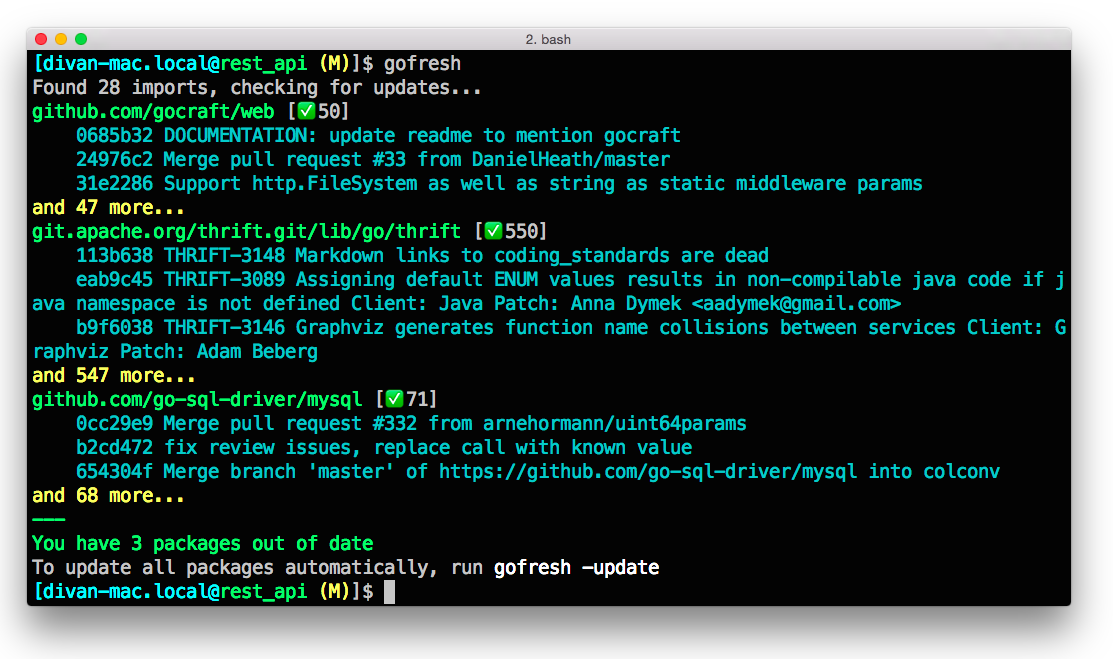 2. bash
[divan-mac.local@rest_api (M)]$ gofresh
Found 28 imports, checking for updates...
github.com/gocraft/web [✅50]
    0685b32 DOCUMENTATION: update readme to mention gocraft
    24976c2 Merge pull request #33 from DanielHeath/master
    31e2286 Support http.FileSystem as well as string as static middleware params
and 47 more...
git.apache.org/thrift.git/lib/go/thrift [✅550]
    113b638 THRIFT-3148 Markdown links to coding_standards are dead
    eab9c45 THRIFT-3089 Assigning default ENUM values results in non-compilable java code if j
ava namespace is not defined Client: Java Patch: Anna Dymek <aadymek@gmail.com>
    b9f6038 THRIFT-3146 Graphviz generates function name collisions between services Client: G
raphviz Patch: Adam Beberg
and 547 more...
github.com/go-sql-driver/mysql [✅71]
    0cc29e9 Merge pull request #332 from arnehormann/uint64params
    b2cd472 fix review issues, replace call with known value
    654304f Merge branch 'master' of https://github.com/go-sql-driver/mysql into colconv
and 68 more...
---
You have 3 packages out of date
To update all packages automatically, run gofresh -update
[divan-mac.local@rest_api (M)]$